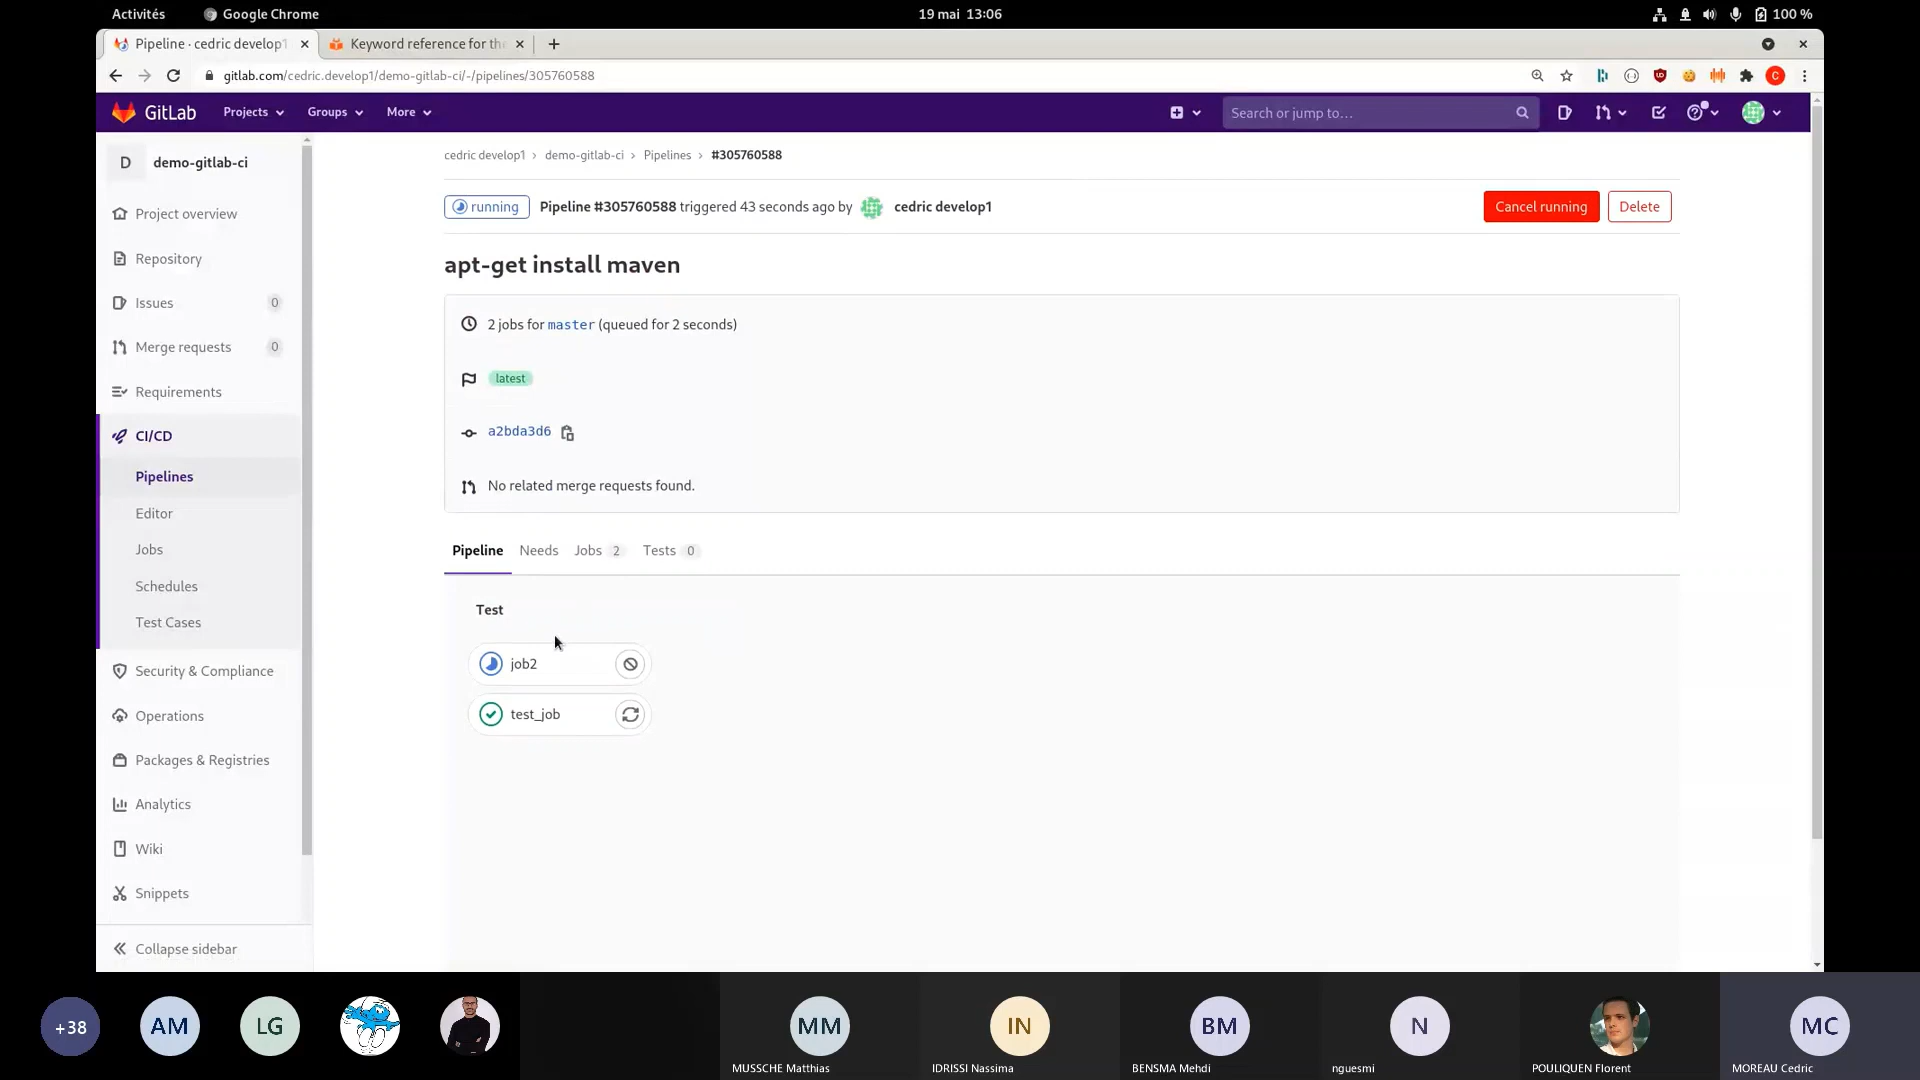 Activités
Google Chrome
19 mai 13:06
100 %
Pipeline · cedric develop1
Keyword reference for the
gitlab.com/cedric.develop1/demo-gitlab-ci/-/pipelines/305760588
C
GitLab
Projects
Groups
More
Search or jump to…
D
demo-gitlab-ci
Project overview
Repository
Issues
0
Merge requests
0
Requirements
CI/CD
Pipelines
Editor
Jobs
Schedules
Test Cases
Security & Compliance
Operations
Packages & Registries
Analytics
Wiki
Snippets
Collapse sidebar
cedric develop1 › demo-gitlab-ci › Pipelines › #305760588
running
Pipeline #305760588 triggered 43 seconds ago by cedric develop1
Cancel running
Delete
apt-get install maven
2 jobs for master (queued for 2 seconds)
latest
a2bda3d6
No related merge requests found.
Pipeline
Needs
Jobs 2
Tests 0
Test
job2
test_job
+38
AM
LG
MM
MUSSCHE Matthias
IN
IDRISSI Nassima
BM
BENSMA Mehdi
N
nguesmi
POULIQUEN Florent
MC
MOREAU Cedric